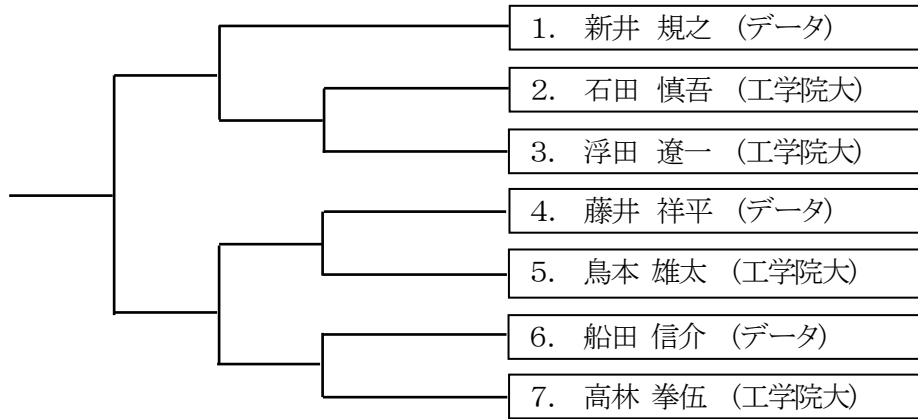 1. 新井 規之 (データ)
2. 石田 慎吾 (工学院大)
3. 浮田 遼一 (工学院大)
4. 藤井 祥平 (データ)
5. 鳥本 雄太 (工学院大)
6. 船田 信介 (データ)
7. 高林 拳伍 (工学院大)